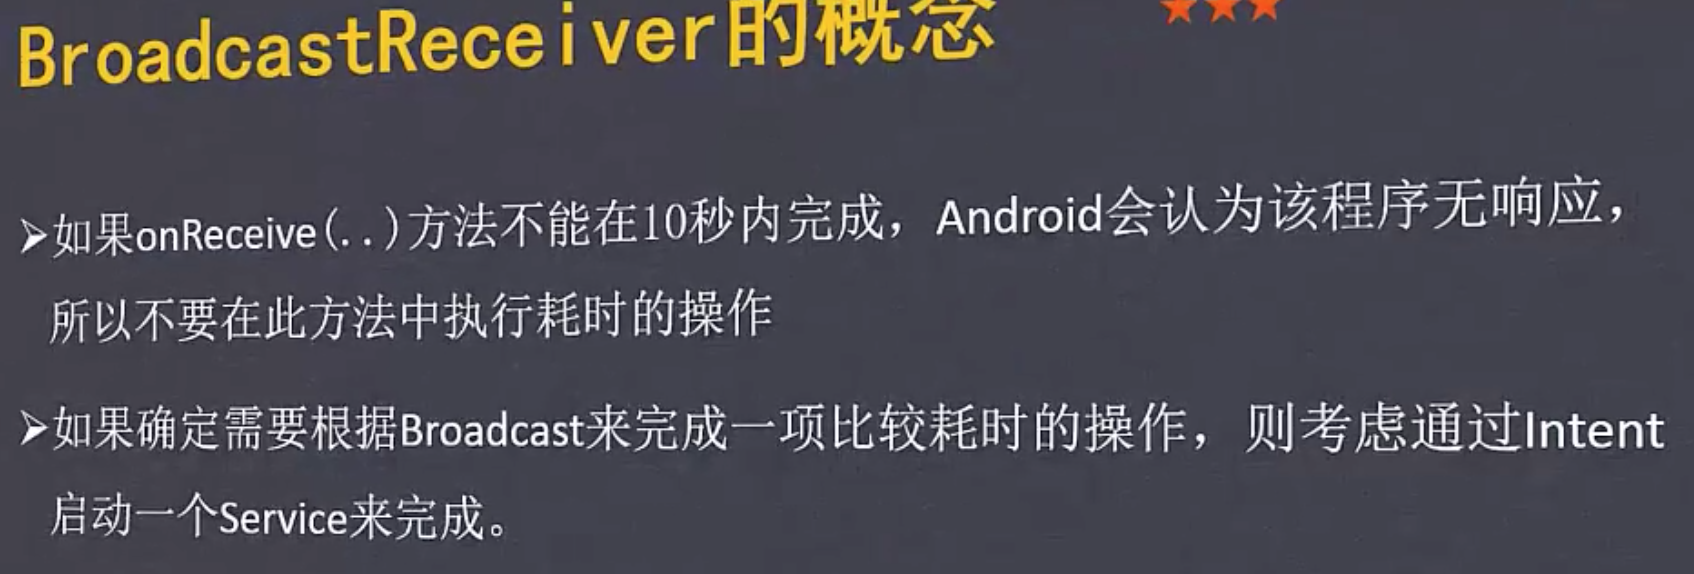 BroadcastReceiver的概念
➢如果onReceive(..)方法不能在10秒内完成，Android会认为该程序无响应，
所以不要在此方法中执行耗时的操作
➢如果确定需要根据Broadcast来完成一项比较耗时的操作，则考虑通过Intent
启动一个Service来完成。